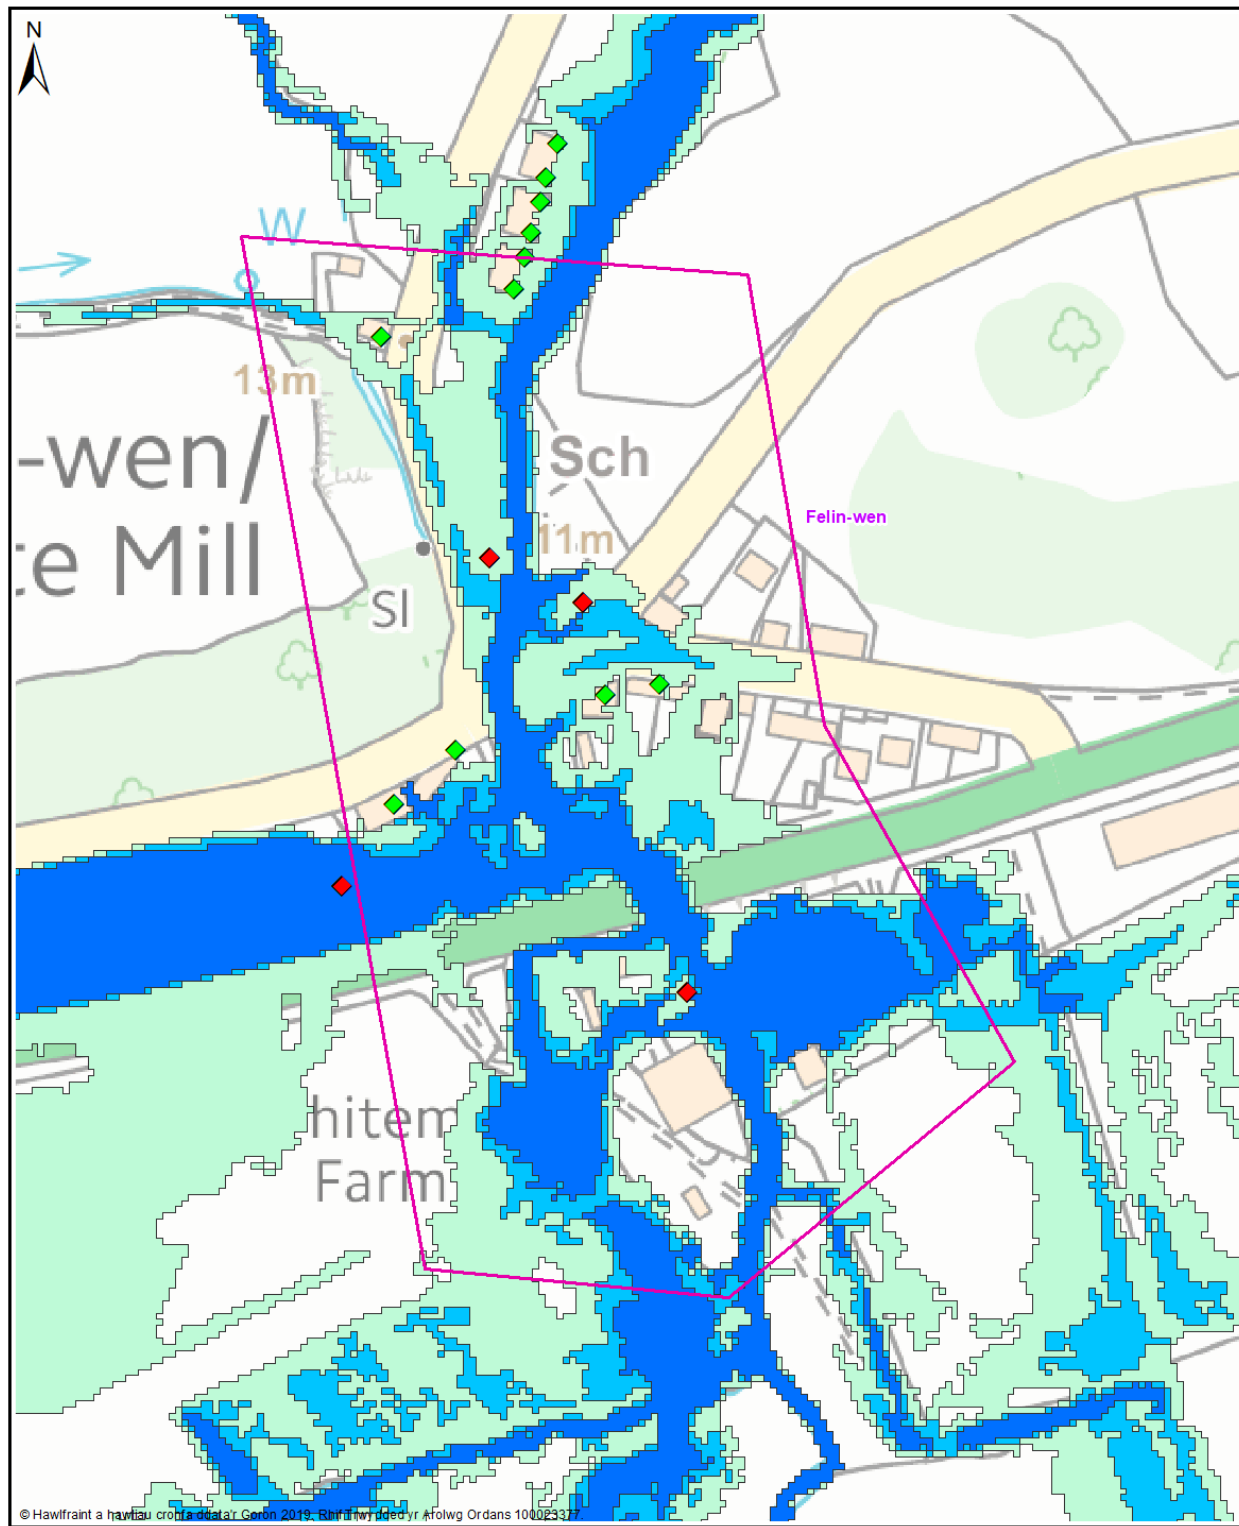 N
W
13m
-wen/
te Mill
Sch
11m
Felin-wen
Sl
hitem
Farm
© Hawlfraint a hawliau cronfa ddata'r Goron 2019. Rhif Trwydded yr Arolwg Ordans 100023377.